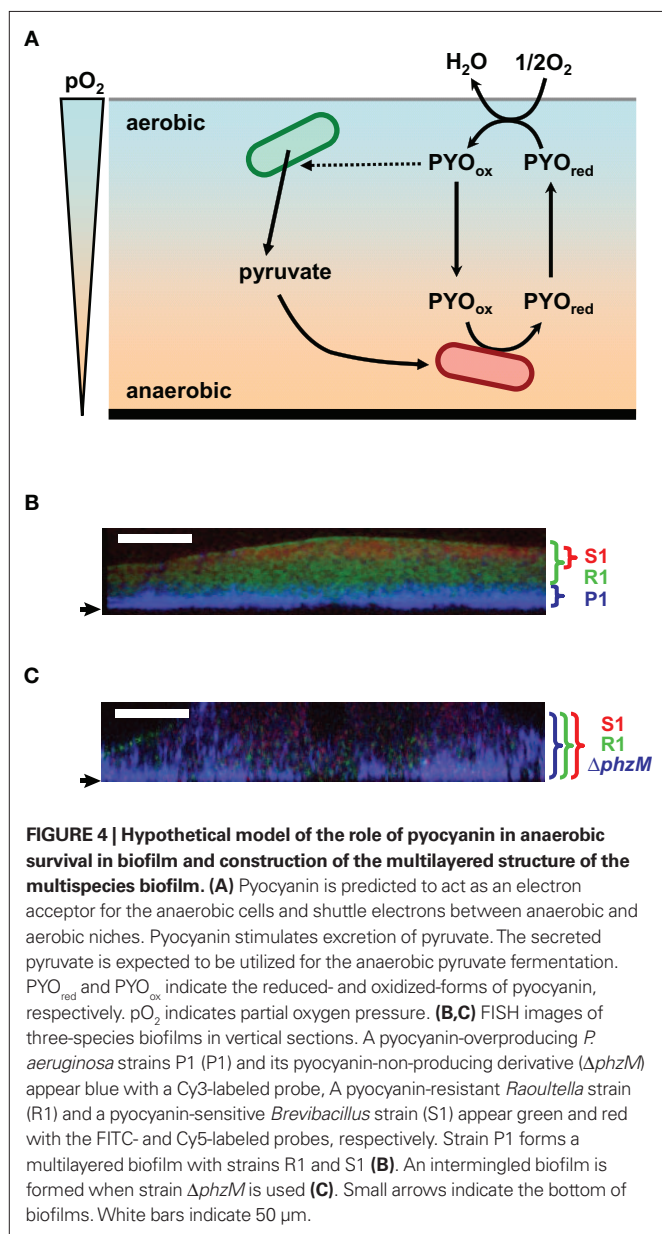 A
pO2
H2O 1/2O2
aerobic
PYOox PYOred
pyruvate
PYOox PYOred
anaerobic
B
S1
R1
P1
C
S1
R1
ΔphzM
FIGURE 4 | Hypothetical model of the role of pyocyanin in anaerobic
survival in biofilm and construction of the multilayered structure of the
multispecies biofilm. (A) Pyocyanin is predicted to act as an electron
acceptor for the anaerobic cells and shuttle electrons between anaerobic and
aerobic niches. Pyocyanin stimulates excretion of pyruvate. The secreted
pyruvate is expected to be utilized for the anaerobic pyruvate fermentation.
PYOred and PYOox indicate the reduced- and oxidized-forms of pyocyanin,
respectively. pO2 indicates partial oxygen pressure. (B,C) FISH images of
three-species biofilms in vertical sections. A pyocyanin-overproducing P.
aeruginosa strains P1 (P1) and its pyocyanin-non-producing derivative (ΔphzM)
appear blue with a Cy3-labeled probe, A pyocyanin-resistant Raoultella strain
(R1) and a pyocyanin-sensitive Brevibacillus strain (S1) appear green and red
with the FITC- and Cy5-labeled probes, respectively. Strain P1 forms a
multilayered biofilm with strains R1 and S1 (B). An intermingled biofilm is
formed when strain ΔphzM is used (C). Small arrows indicate the bottom of
biofilms. White bars indicate 50 μm.